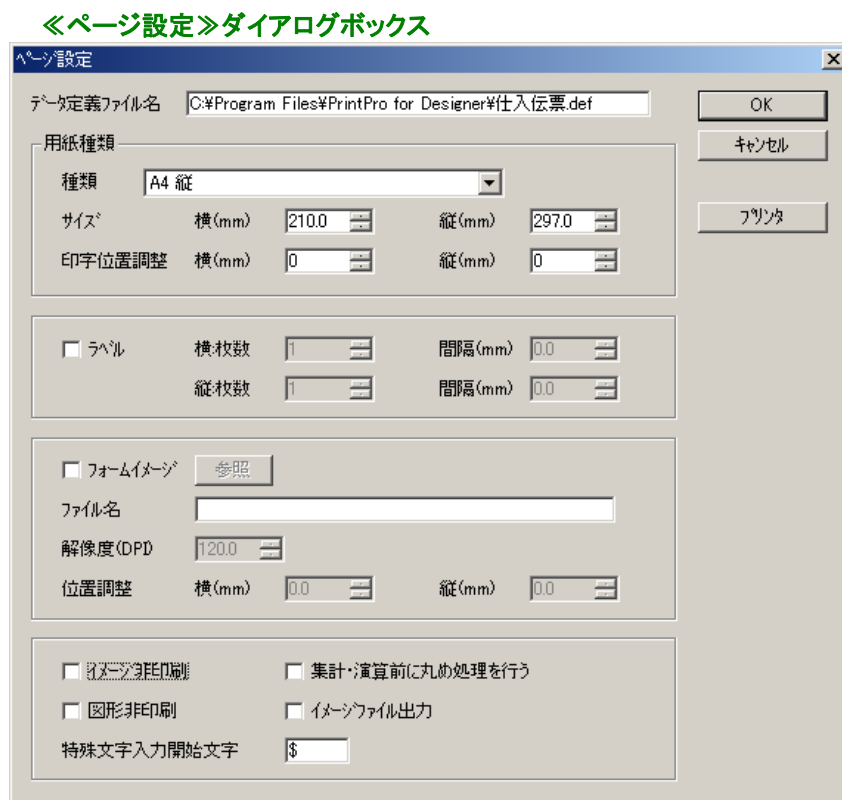 ≪ページ設定≫ダイアログボックス
ﾍﾟｰｼﾞ設定
ﾃﾞｰﾀ定義ﾌｧｲﾙ名 C:¥Program Files¥PrintPro for Designer¥仕入伝票.def
OK
用紙種類
キャンセル
種類 A4 縦
ｻｲｽﾞ 横(mm) 210.0 縦(mm) 297.0
ﾌﾟﾘﾝﾀ
印字位置調整 横(mm) 0 縦(mm) 0
ﾗﾍﾞﾙ 横:枚数 1 間隔(mm) 0.0
縦:枚数 1 間隔(mm) 0.0
ﾌｫｰﾑｲﾒｰｼﾞ 参照
ﾌｧｲﾙ名
解像度(DPI) 120.0
位置調整 横(mm) 0.0 縦(mm) 0.0
ｲﾒｰｼﾞ非印刷 集計・演算前に丸め処理を行う
図形非印刷 ｲﾒｰｼﾞﾌｧｲﾙ出力
特殊文字入力開始文字 $